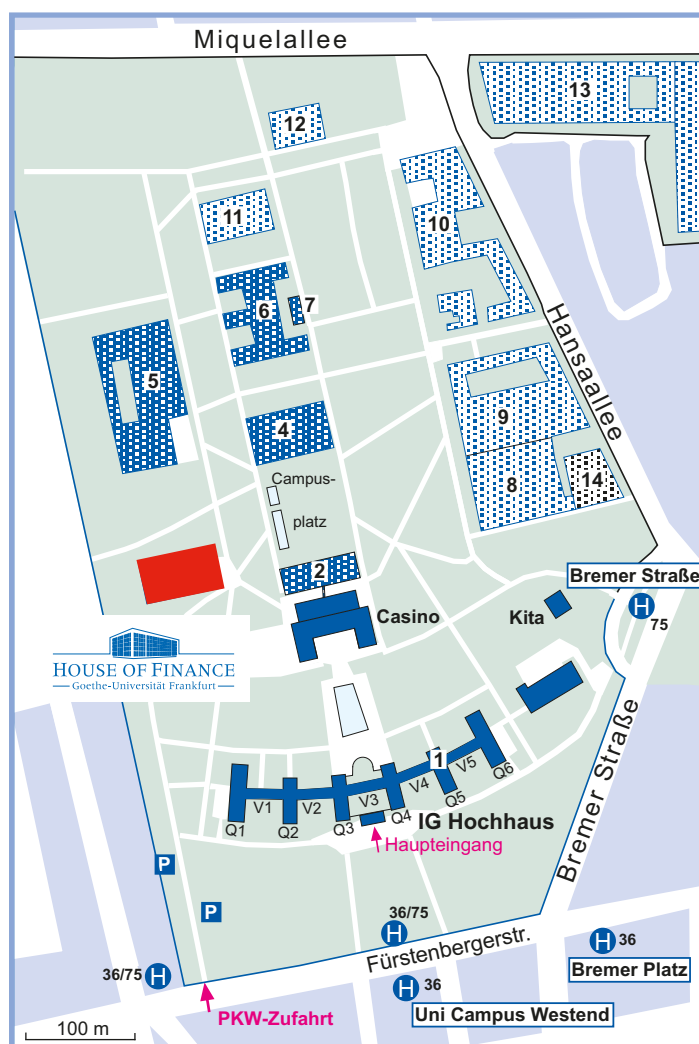 Miquelallee
13
12
11
10
6
7
Hansaallee
5
4
9
8
14
Campus-
platz
2
Casino
Kita
Bremer Straße
H
75
HOUSE OF FINANCE
Goethe-Universität Frankfurt
Bremer Straße
1
V1
V2
V3
V4
V5
Q1
Q2
Q3
Q4
Q5
Q6
IG Hochhaus
Haupteingang
P
P
36/75
H
Fürstenbergerstr.
H
36
Bremer Platz
36/75
H
H
36
Uni Campus Westend
PKW-Zufahrt
100 m